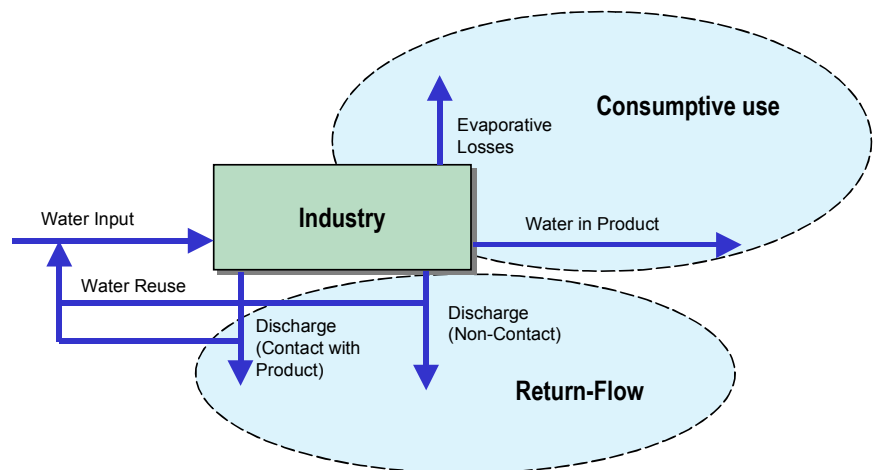 Consumptive use
Evaporative
Losses
Industry
Water Input
Water in Product
Water Reuse
Discharge
(Contact with
Product)
Discharge
(Non-Contact)
Return-Flow